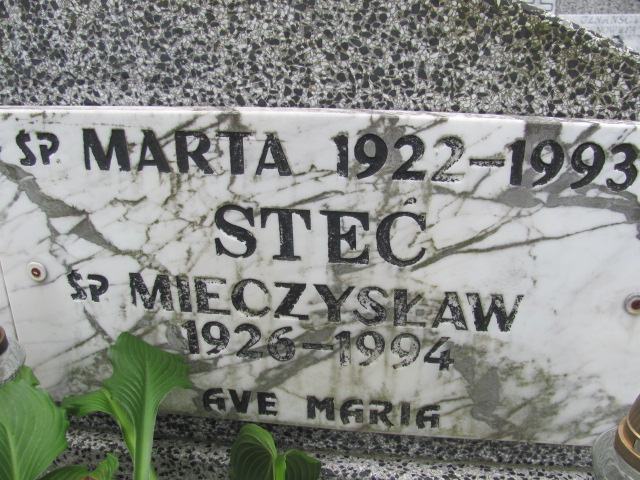 ŚP. MARTA 1922-1993
STEĆ
ŚP MIECZYSŁAW
1926-1994
AVE MARIA